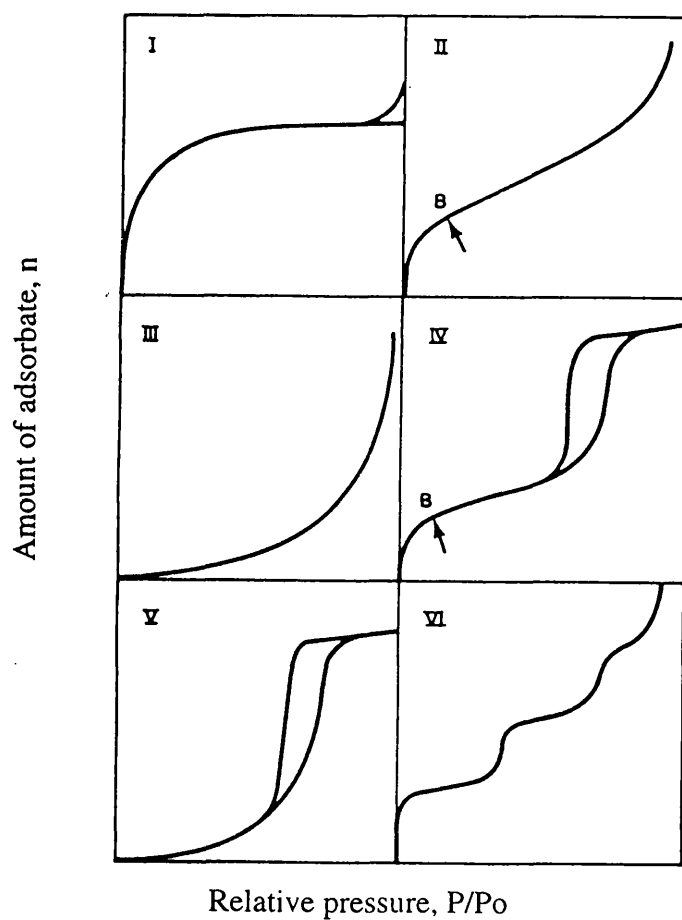 I
II
B
III
IV
B
V
VI
Amount of adsorbate, n
Relative pressure, P/Po